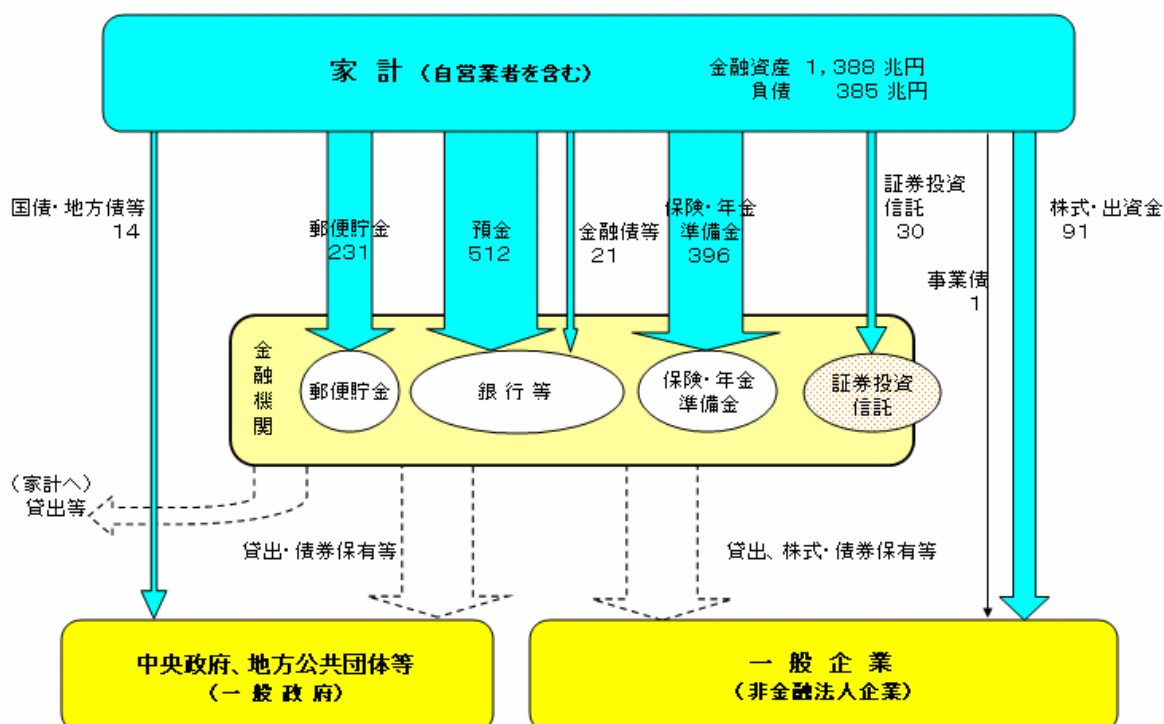 家 計 (自営業者を含む)
金融資産 1,388 兆円
負債 385 兆円
国債・地方債等
14
郵便貯金
231
預金
512
金融債等
21
保険・年金
準備金
396
証券投資
信託
30
事業債
1
株式・出資金
91
金融機関
郵便貯金
銀 行 等
保険・年金
準備金
証券投資
信託
(家計へ)
貸出等
貸出・債券保有等
貸出、株式・債券保有等
中央政府、地方公共団体等
(一 般 政 府)
一 般 企 業
(非金融法人企業)